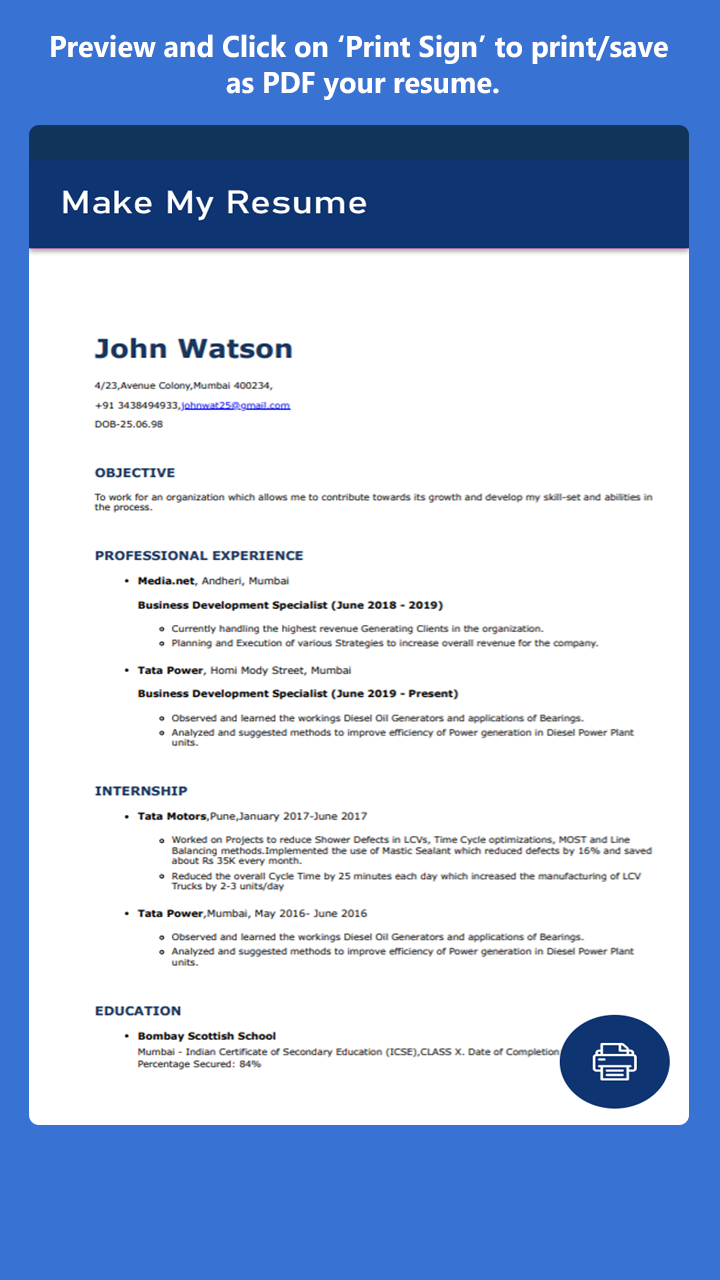 Preview and Click on ‘Print Sign’ to print/save
as PDF your resume.
Make My Resume
John Watson
4/23,Avenue Colony,Mumbai 400234,
+91 3438494933,johnwat25@gmail.com
DOB-25.06.98
OBJECTIVE
To work for an organization which allows me to contribute towards its growth and develop my skill-set and abilities in
the process.
PROFESSIONAL EXPERIENCE
• Media.net, Andheri, Mumbai
Business Development Specialist (June 2018 - 2019)
Currently handling the highest revenue Generating Clients in the organization.
Planning and Execution of various Strategies to increase overall revenue for the company.
• Tata Power, Homi Mody Street, Mumbai
Business Development Specialist (June 2019 - Present)
Observed and learned the workings Diesel Oil Generators and applications of Bearings.
Analyzed and suggested methods to improve efficiency of Power generation in Diesel Power Plant
units.
INTERNSHIP
• Tata Motors,Pune,January 2017-June 2017
Worked on Projects to reduce Shower Defects in LCVs, Time Cycle optimizations, MOST and Line
Balancing methods.Implemented the use of Mastic Sealant which reduced defects by 16% and saved
about Rs 35K every month.
Reduced the overall Cycle Time by 25 minutes each day which increased the manufacturing of LCV
Trucks by 2-3 units/day
• Tata Power,Mumbai, May 2016- June 2016
Observed and learned the workings Diesel Oil Generators and applications of Bearings.
Analyzed and suggested methods to improve efficiency of Power generation in Diesel Power Plant
units.
EDUCATION
• Bombay Scottish School
Mumbai - Indian Certificate of Secondary Education (ICSE),CLASS X. Date of Completion
Percentage Secured: 84%